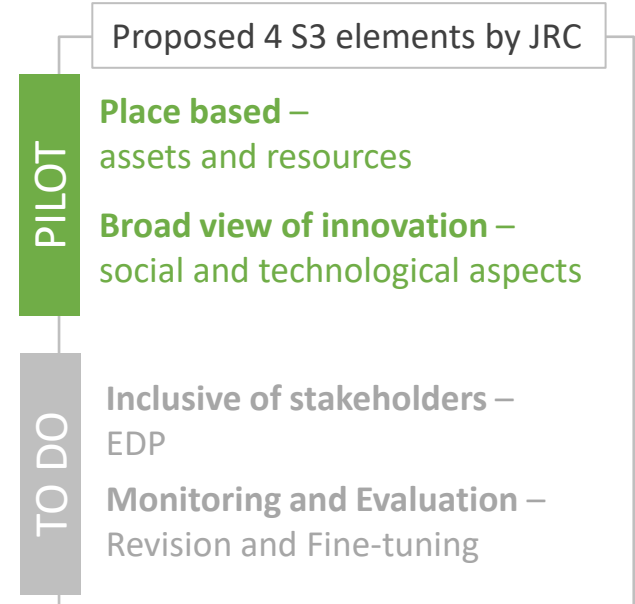 Proposed 4 S3 elements by JRC
PILOT
Place based –
assets and resources
Broad view of innovation –
social and technological aspects
TO DO
Inclusive of stakeholders –
EDP
Monitoring and Evaluation –
Revision and Fine-tuning